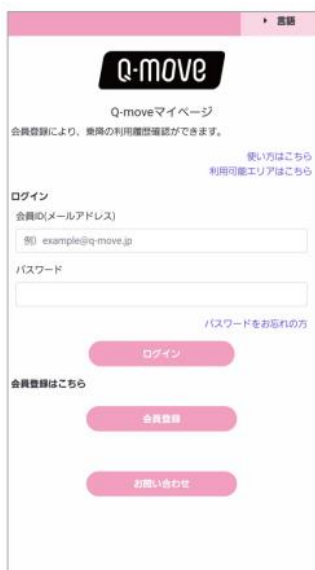 言語
Q-move
Q-moveマイページ
会員登録により、乗降の利用履歴確認ができます。
使い方はこちら
利用可能エリアはこちら
ログイン
会員ID(メールアドレス)
例）example@q-move.jp
パスワード
パスワードをお忘れの方
ログイン
会員登録はこちら
会員登録
お問い合わせ